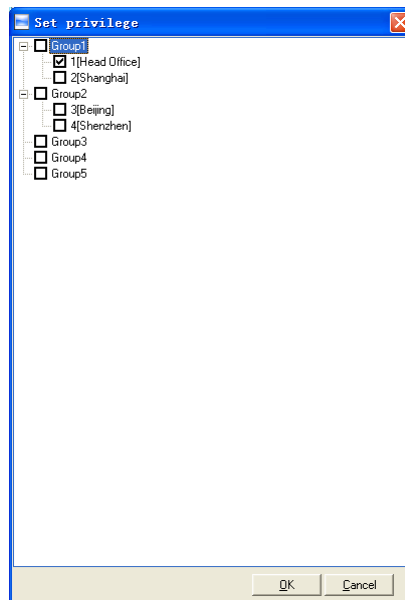 Set privilege
Group1
1[Head Office]
2[Shanghai]
Group2
3[Beijing]
4[Shenzhen]
Group3
Group4
Group5
OK Cancel